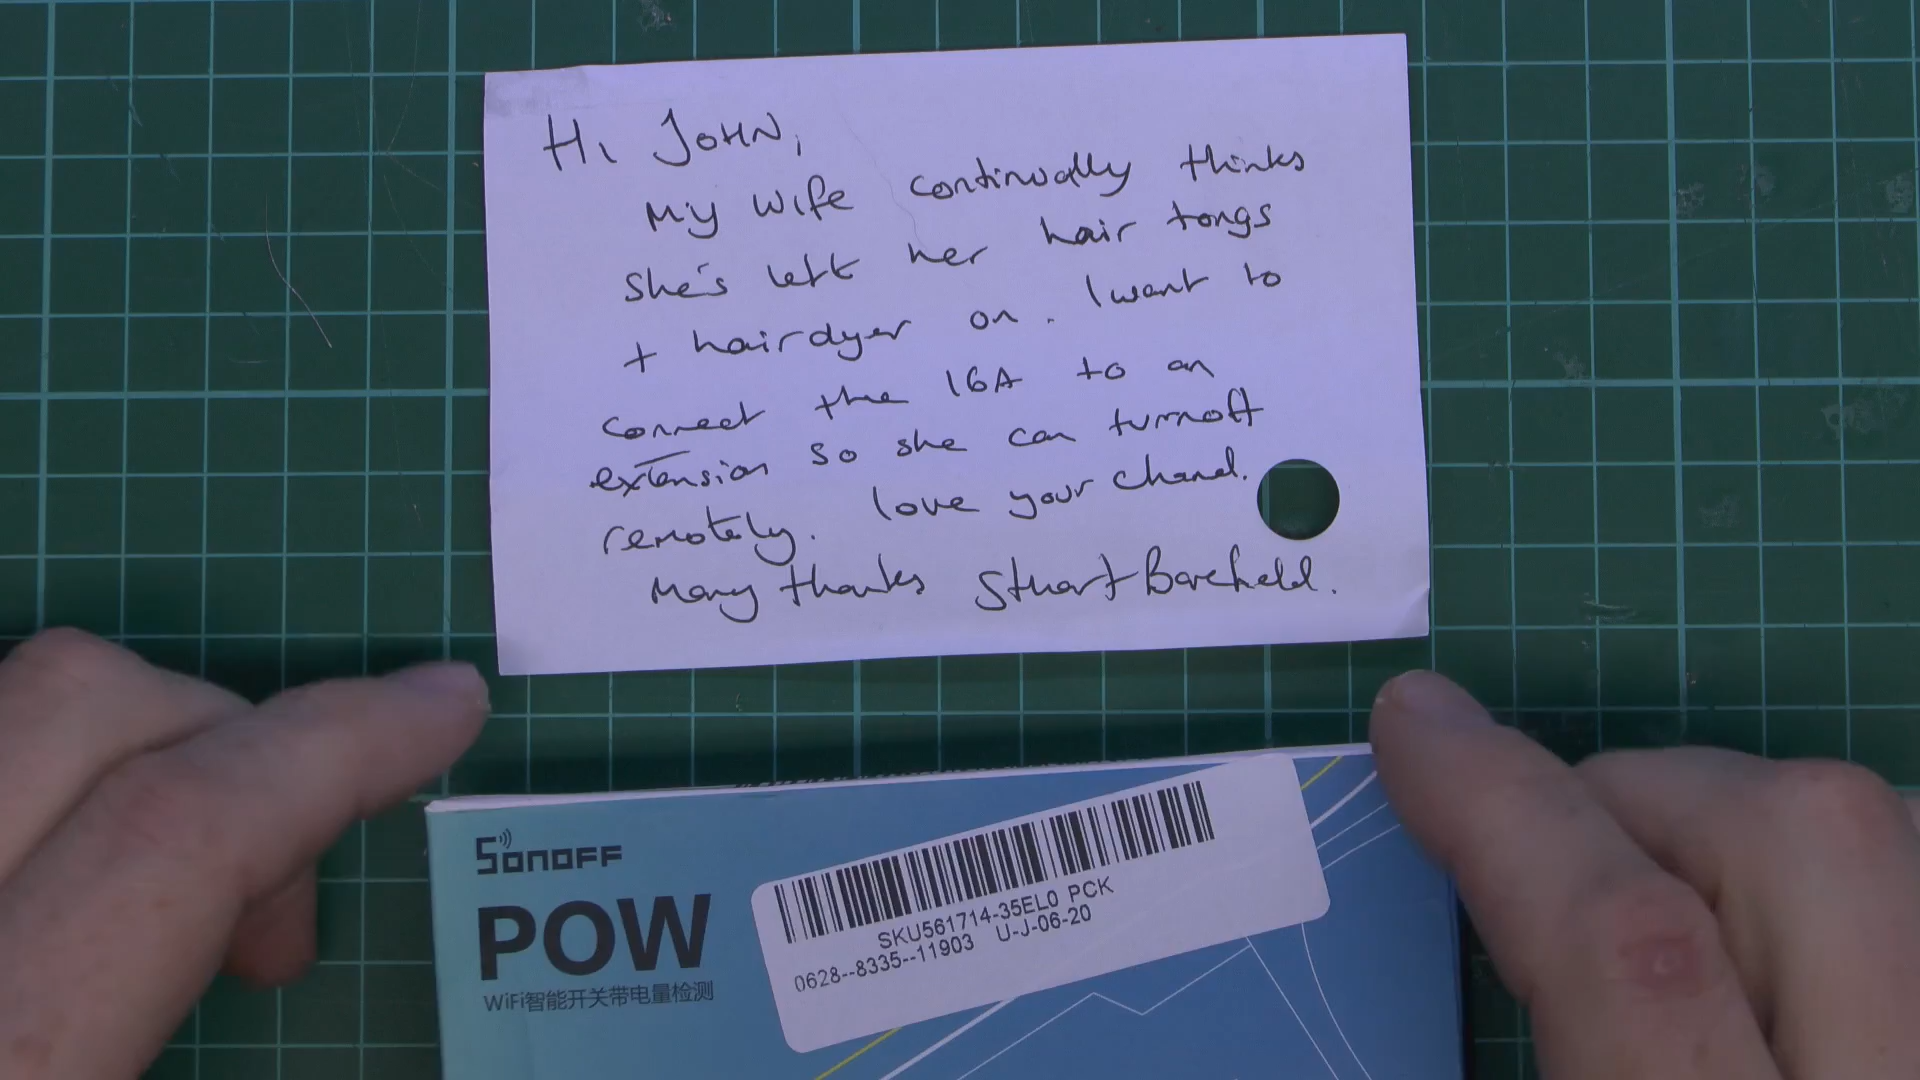 Hi JOHN,
My wife continually thinks
she's left her hair tongs
+ hairdyer on. I want to
connect the 16A to an
extension so she can turnoff
remotely. love your chanel.
Many thanks Stuart
SONOFF
POW
WiFi智能开关带电量检测
SKU561714-35EL0 PCK
0628--8335--11903 U-J-06-20